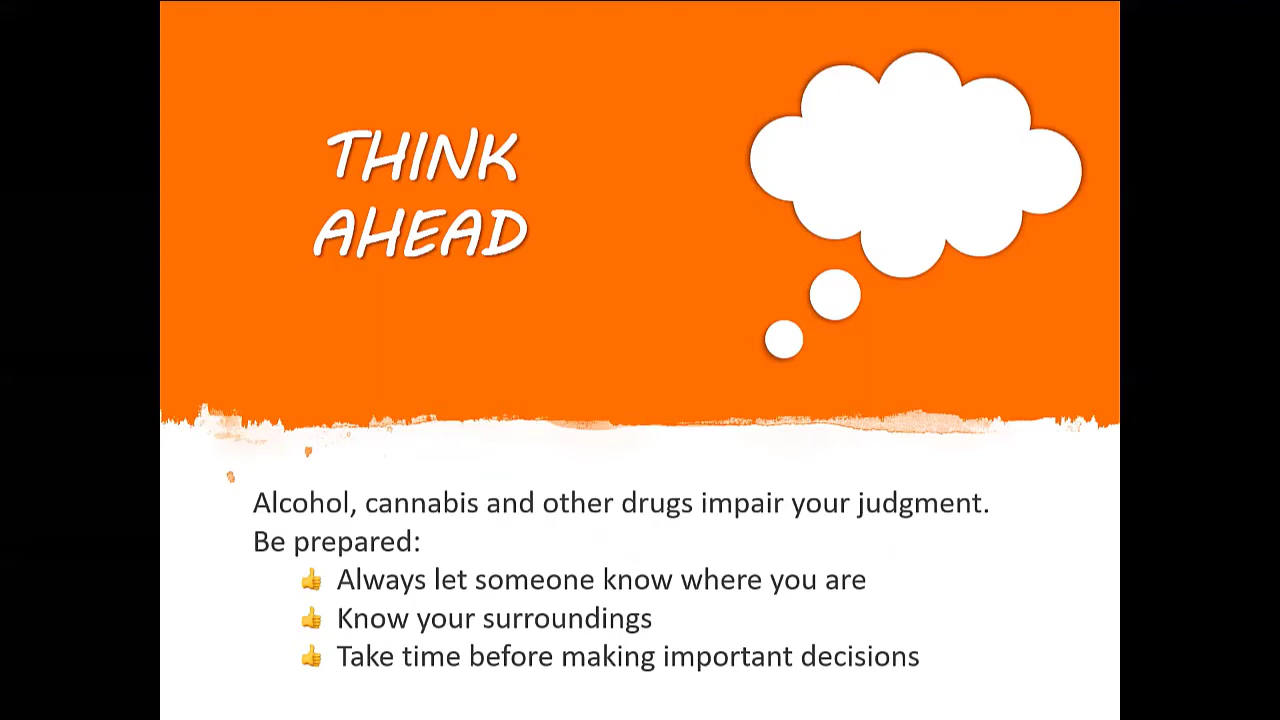 THINK
AHEAD
Alcohol, cannabis and other drugs impair your judgment.
Be prepared:
👍 Always let someone know where you are
👍 Know your surroundings
👍 Take time before making important decisions